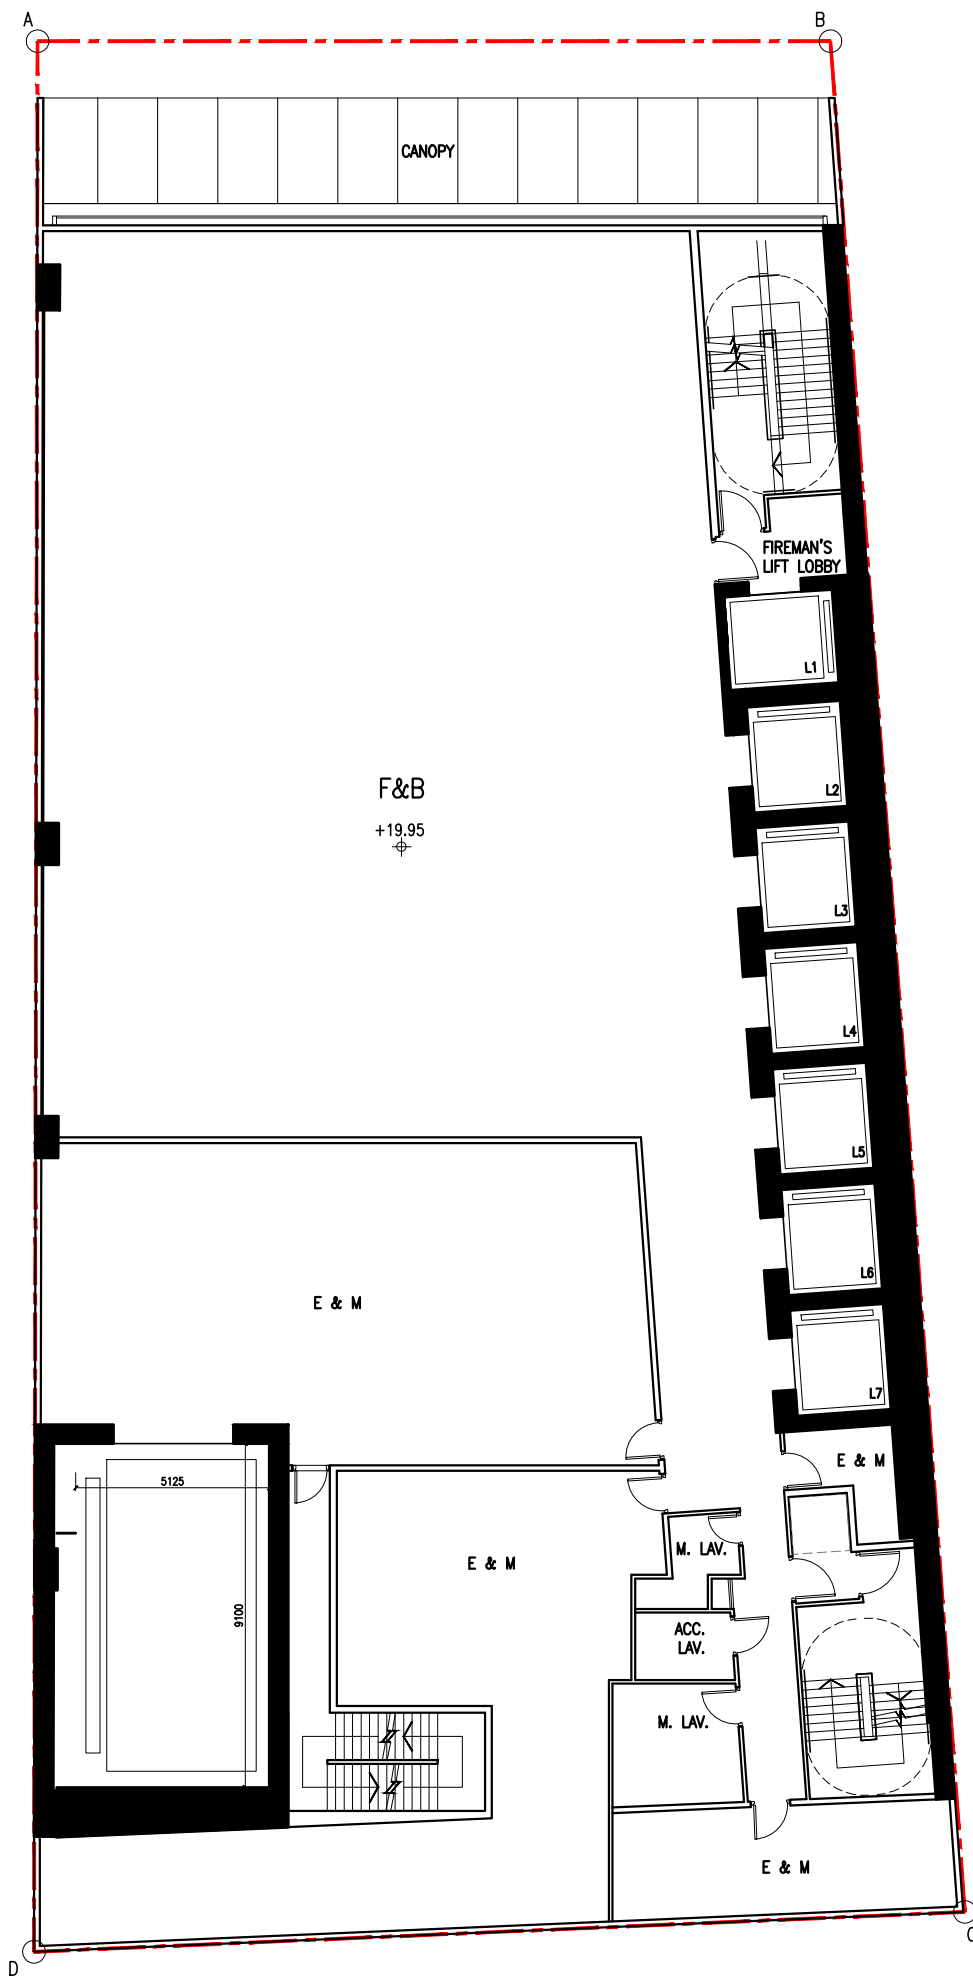 A
B
CANOPY
FIREMAN'S
LIFT LOBBY
L1
F&B
+19.95
L2
L3
L4
L5
L6
L7
E & M
E & M
5125
9100
E & M
M. LAV.
ACC.
LAV.
M. LAV.
E & M
C
D